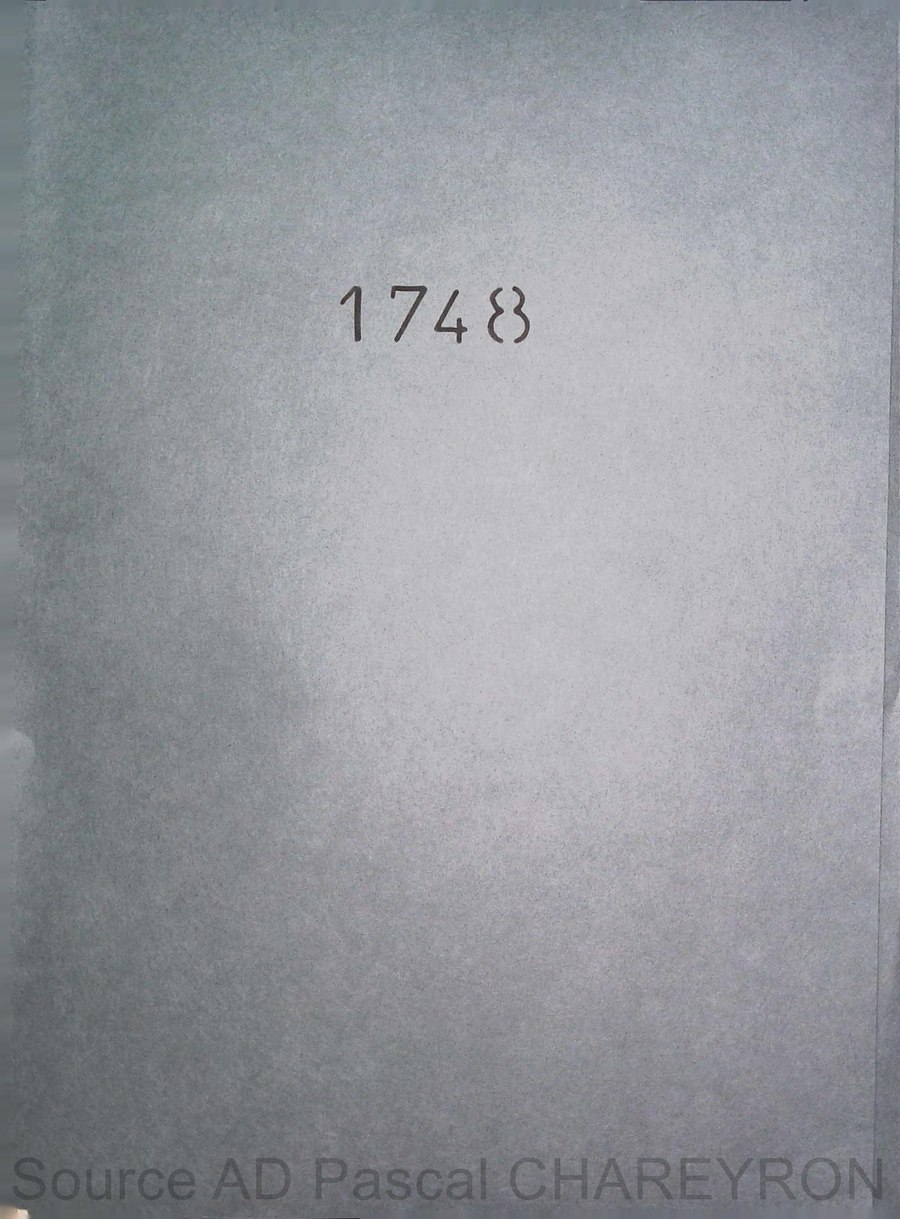 1748
Source AD Pascal CHAREYRON